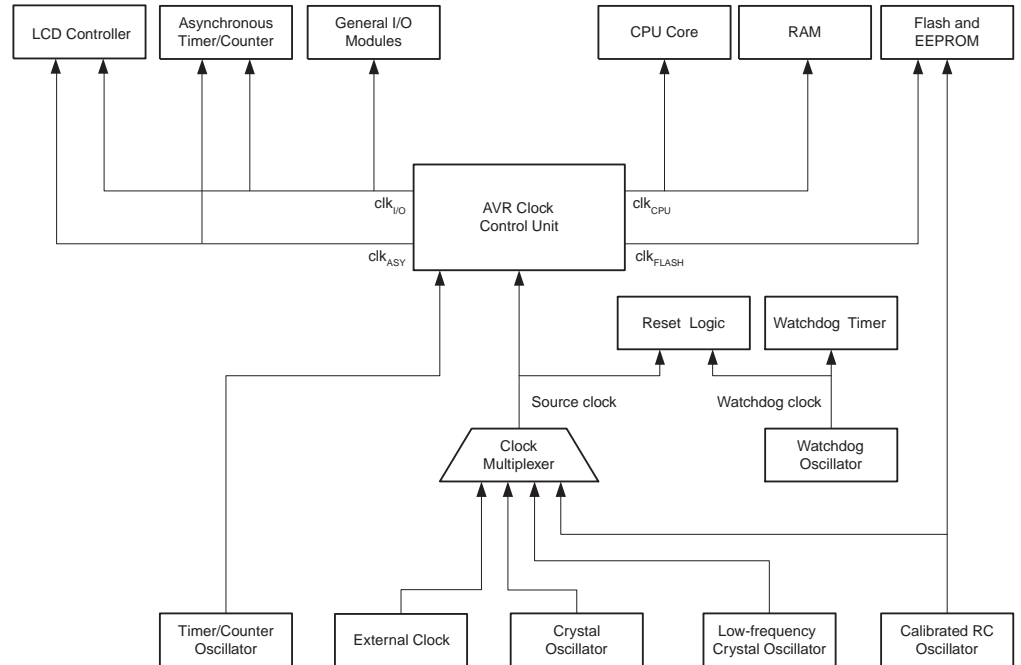 LCD Controller
Asynchronous
Timer/Counter
General I/O
Modules
CPU Core
RAM
Flash and
EEPROM
clkI/O
AVR Clock
Control Unit
clkCPU
clkASY
clkFLASH
Reset Logic
Watchdog Timer
Source clock
Watchdog clock
Clock
Multiplexer
Watchdog
Oscillator
Timer/Counter
Oscillator
External Clock
Crystal
Oscillator
Low-frequency
Crystal Oscillator
Calibrated RC
Oscillator